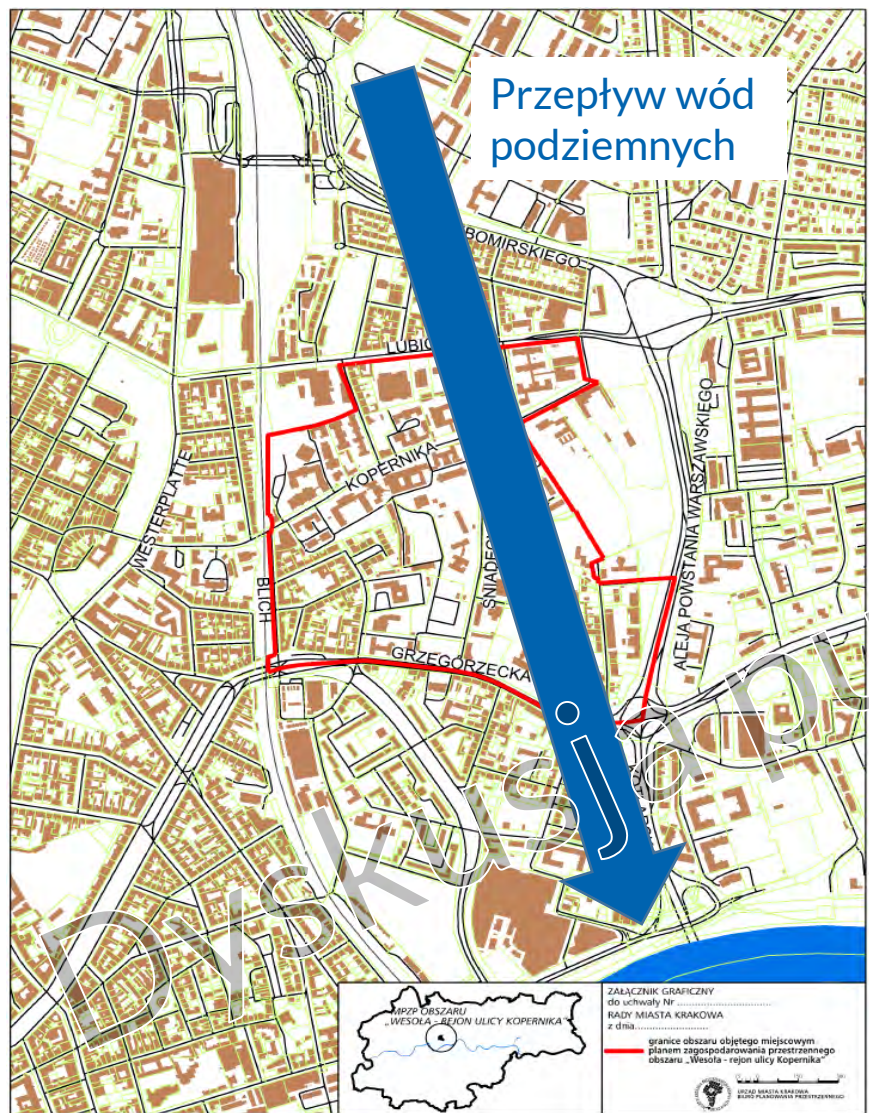 Przepływ wód
podziemnych
BOMIRSKIEGO
LUBIC
KOPERNIKA
WESTERPLATTE
BLICH
ŚNIADEC
ALEJA POWSTANIA WARSZAWSKIEGO
GRZEGÓRZECKA
Dyskusja pu
MPZP OBSZARU
„WESOŁA - REJON ULICY KOPERNIKA"
ZAŁĄCZNIK GRAFICZNY
do uchwały Nr
RADY MIASTA KRAKOWA
z dnia
granice obszaru objętego miejscowym
planem zagospodarowania przestrzennego
obszaru „Wesoła - rejon ulicy Kopernika"
URZĄD MIASTA KRAKOWA
BIURO PLANOWANIA PRZESTRZENNEGO